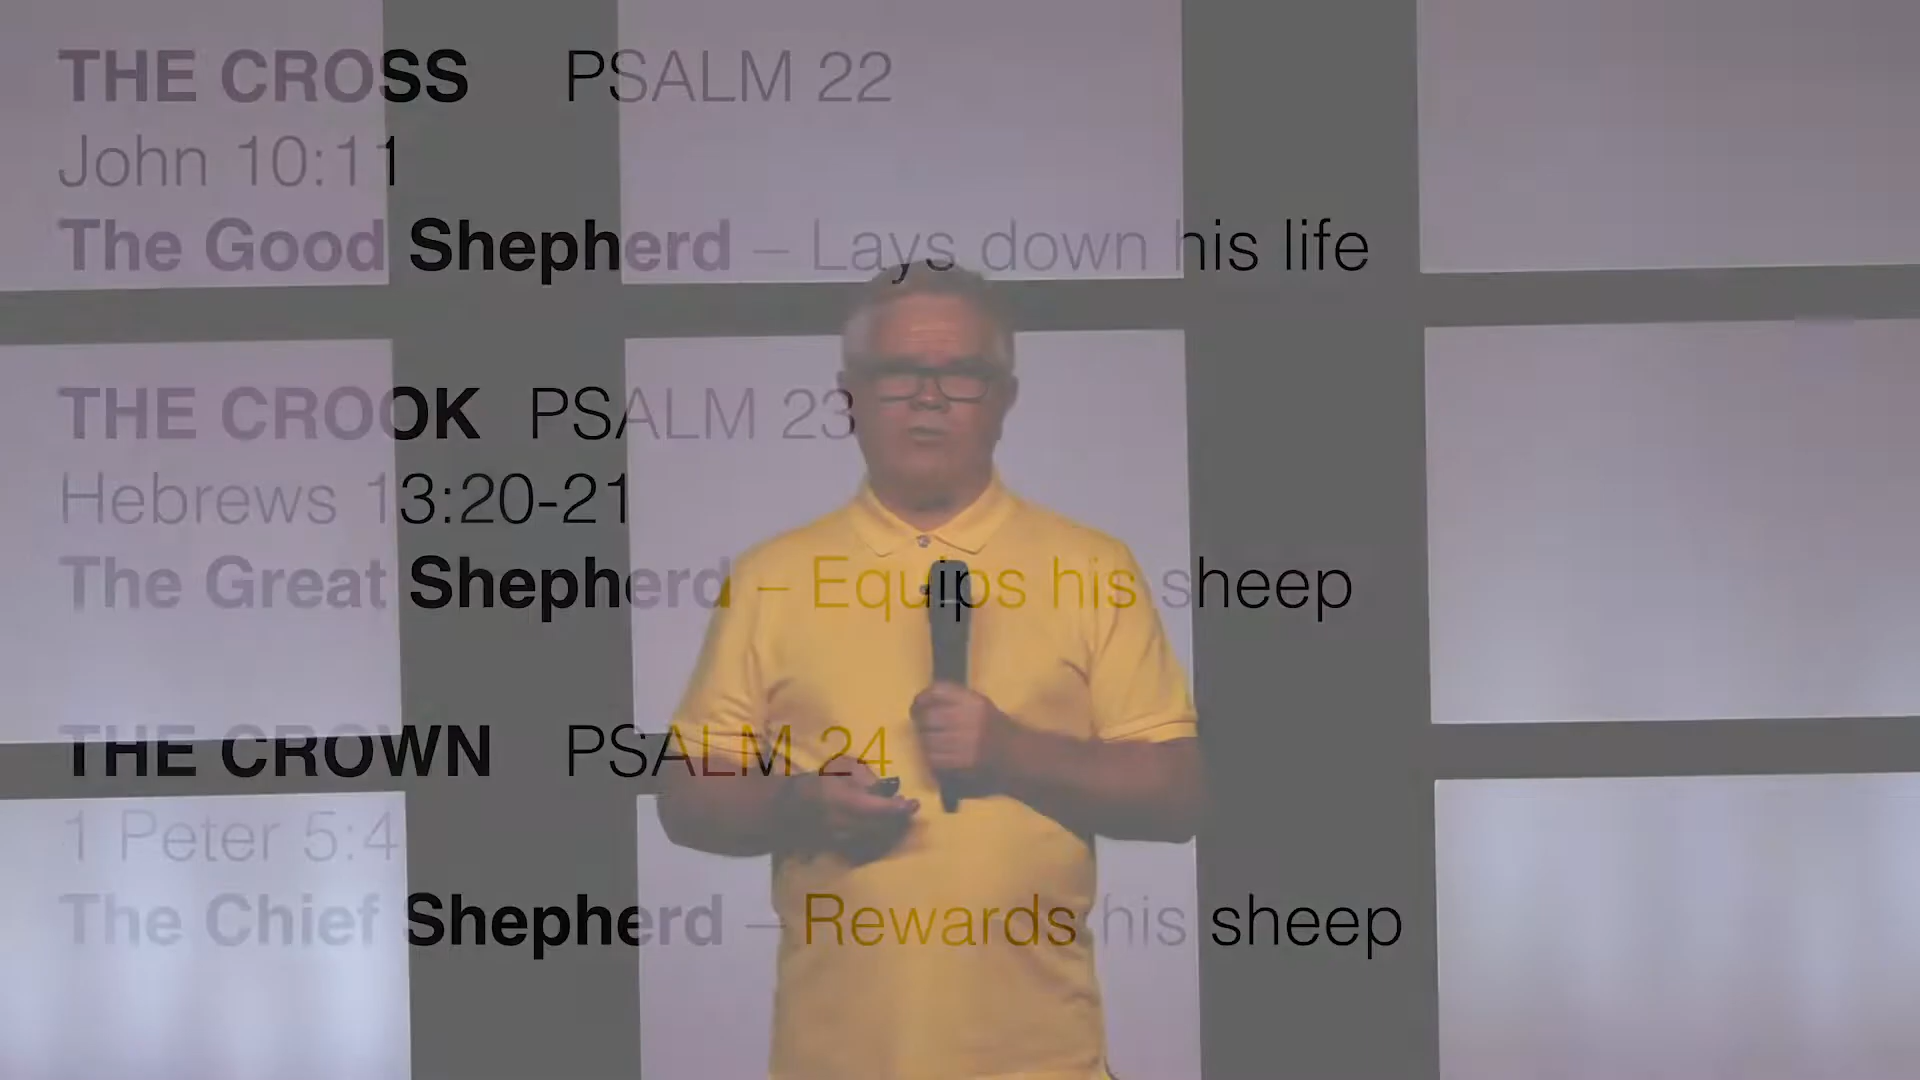 THE CROSS PSALM 22
John 10:11
The Good Shepherd – Lays down his life
THE CROOK PSALM 23
Hebrews 13:20-21
The Great Shepherd – Equips his sheep
THE CROWN PSALM 24
1 Peter 5:4
The Chief Shepherd – Rewards his sheep